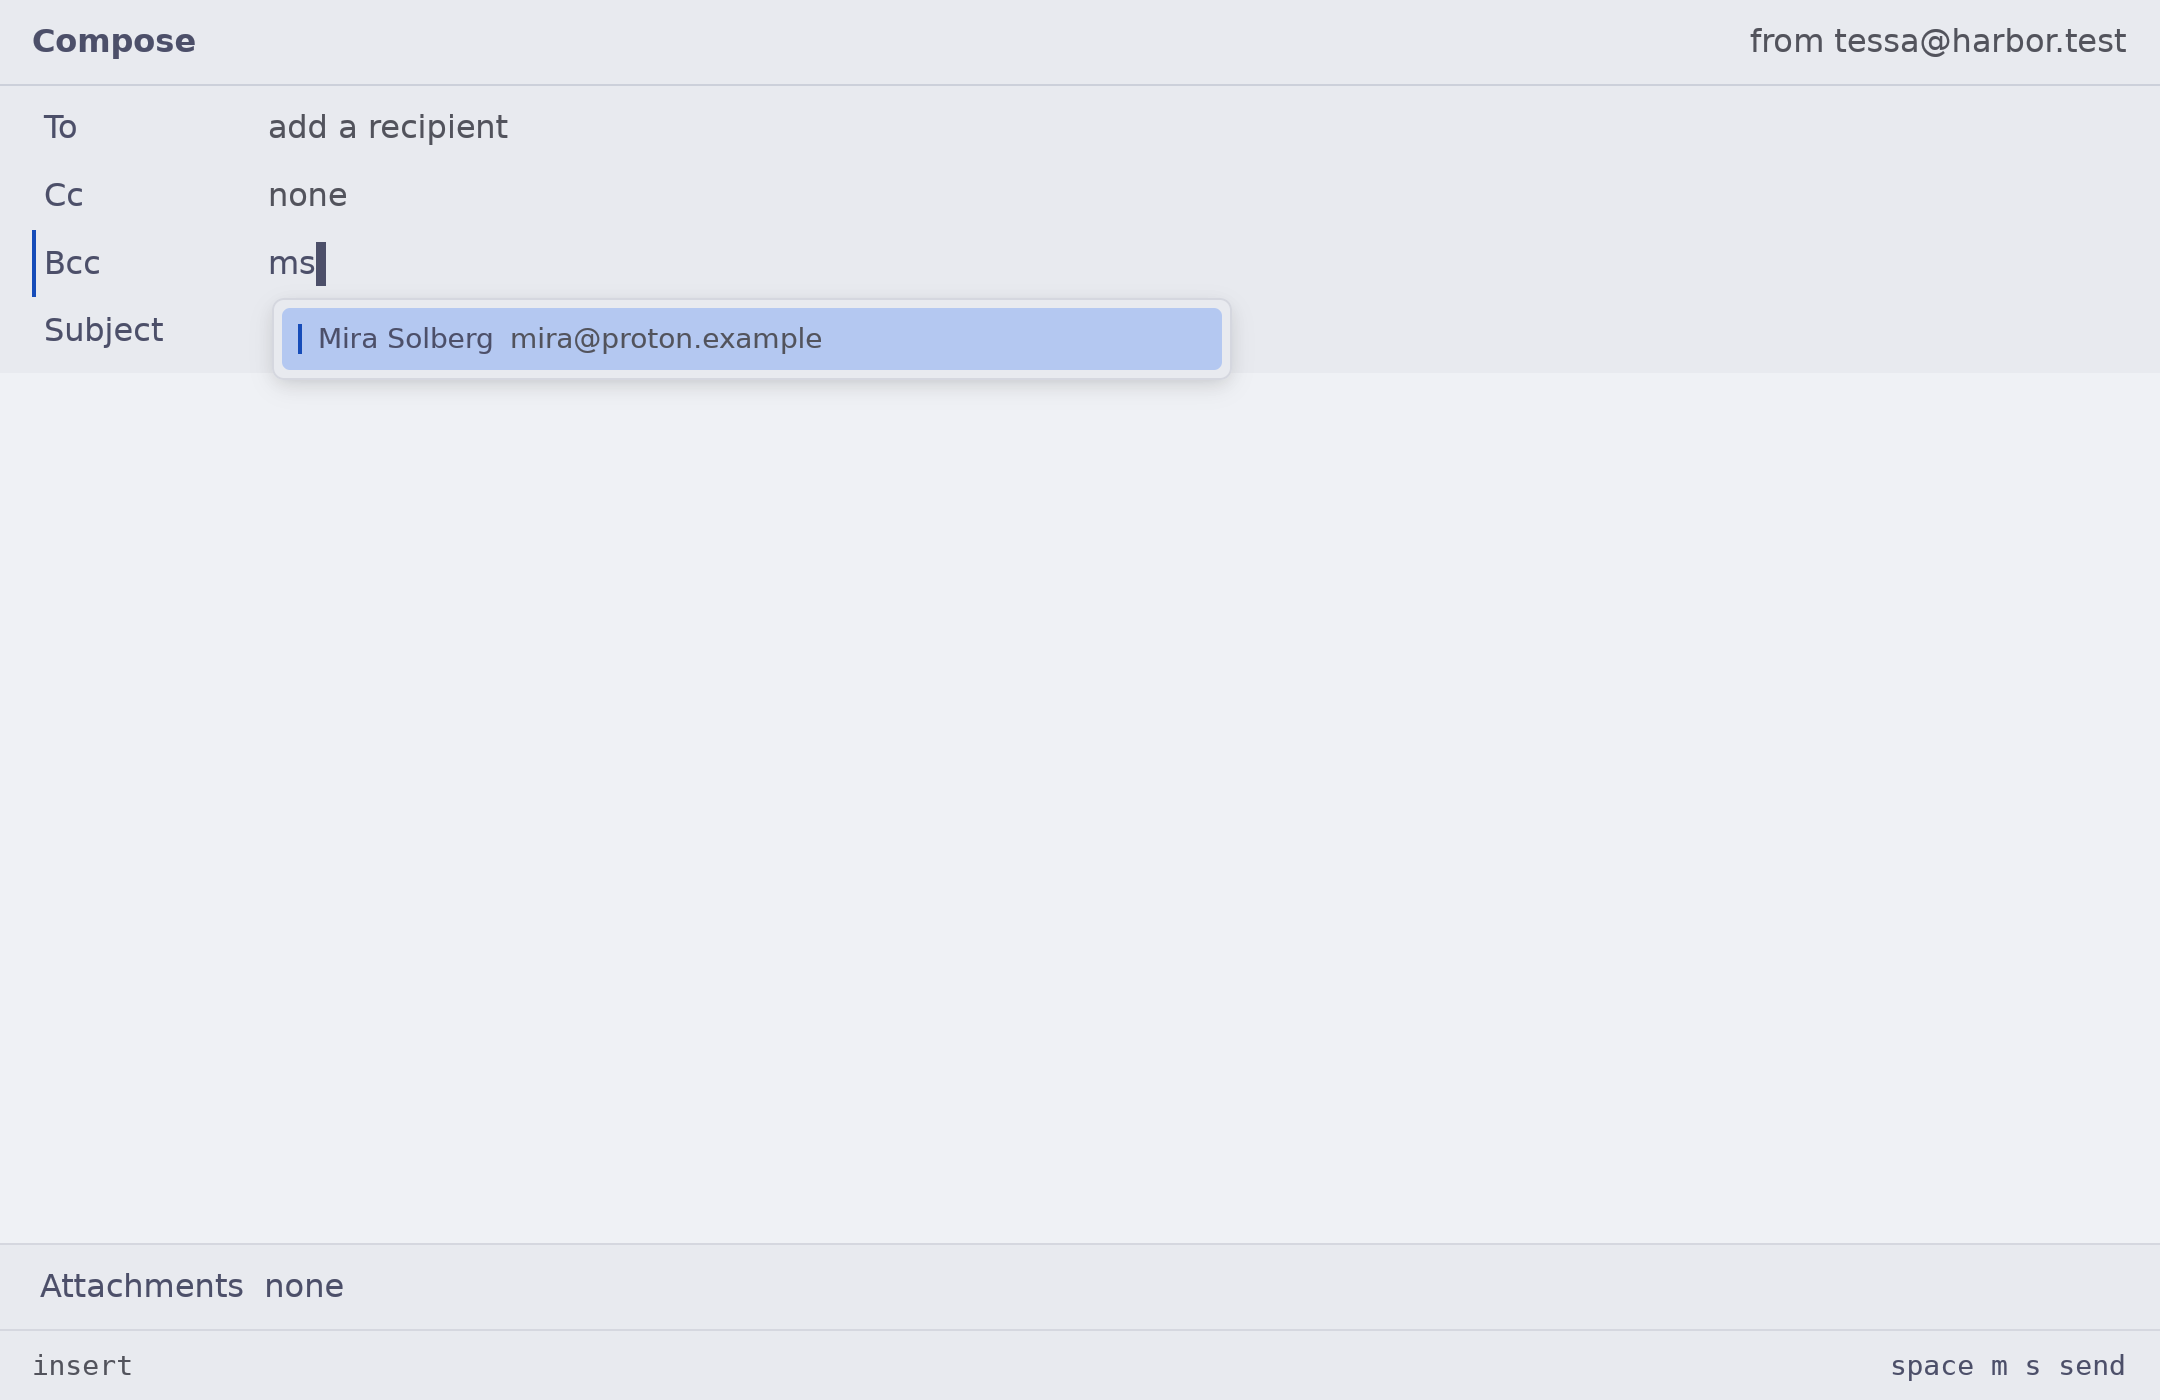 Compose from tessa@harbor.test
To add a recipient
Cc none
Bcc ms
Subject
Mira Solberg mira@proton.example
Attachments none
insert space m s send